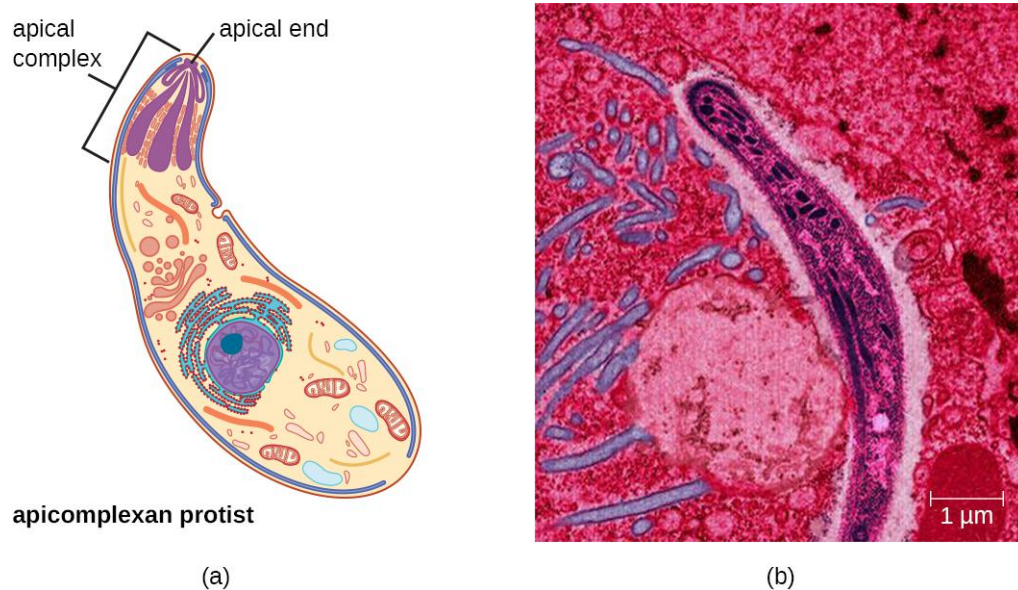 apical
complex
apical end
apicomplexan protist
1 μm
(a)
(b)